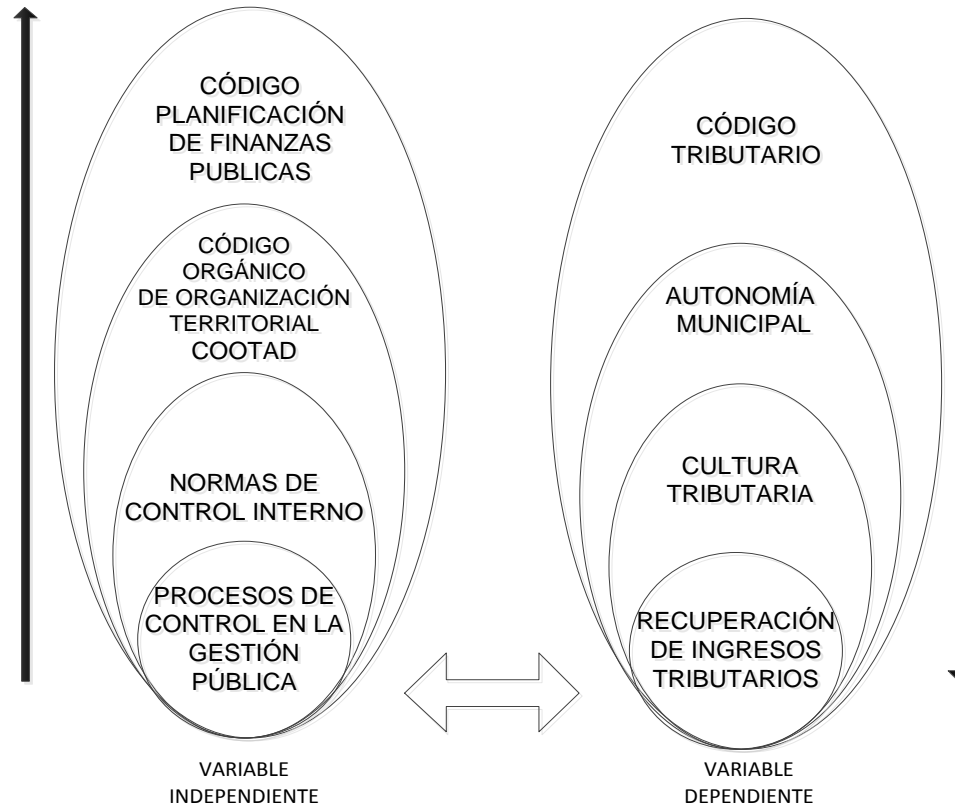 CÓDIGO
PLANIFICACIÓN
DE FINANZAS
PUBLICAS
CÓDIGO
ORGÁNICO
DE ORGANIZACIÓN
TERRITORIAL
COOTAD
NORMAS DE
CONTROL INTERNO
PROCESOS DE
CONTROL EN LA
GESTIÓN
PÚBLICA
VARIABLE
INDEPENDIENTE
CÓDIGO
TRIBUTARIO
AUTONOMÍA
MUNICIPAL
CULTURA
TRIBUTARIA
RECUPERACIÓN
DE INGRESOS
TRIBUTARIOS
VARIABLE
DEPENDIENTE